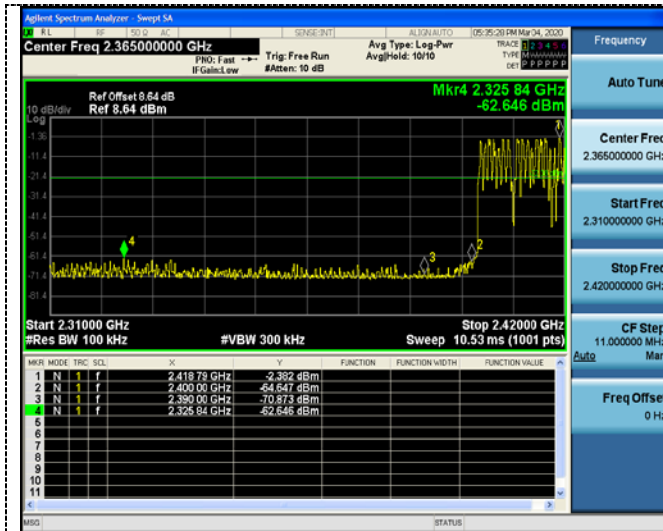 Agilent Spectrum Analyzer - Swept SA
RL RF 50 Ω AC SENSE:INT ALIGN AUTO 05:35:28 PM Mar 04, 2020
Center Freq 2.365000000 GHz
PNO: Fast
IFGain:Low
Trig: Free Run
#Atten: 10 dB
Avg Type: Log-Pwr
Avg|Hold: 10/10
TRACE 1 2 3 4 5 6
TYPE
DET P P P P P P
Mkr4 2.325 84 GHz
-62.646 dBm
Ref Offset 8.64 dB
Ref 8.64 dBm
10 dB/div
Log
-1.36
-11.4
-21.4
-31.4
-41.4
-51.4
-61.4
-71.4
-81.4
1
2
3
4
Start 2.31000 GHz
Stop 2.42000 GHz
#Res BW 100 kHz
#VBW 300 kHz
Sweep 10.53 ms (1001 pts)
MKR MODE TRC SCL X Y FUNCTION FUNCTION WIDTH FUNCTION VALUE
1 N 1 f 2.418 79 GHz -2.382 dBm
2 N 1 f 2.400 00 GHz -64.647 dBm
3 N 1 f 2.390 00 GHz -70.873 dBm
4 N 1 f 2.325 84 GHz -62.646 dBm
5
6
7
8
9
10
11
MSG
STATUS
Frequency
Auto Tune
Center Freq
2.365000000 GHz
Start Freq
2.310000000 GHz
Stop Freq
2.420000000 GHz
CF Step
11.000000 MHz
Auto Man
Freq Offset
0 Hz